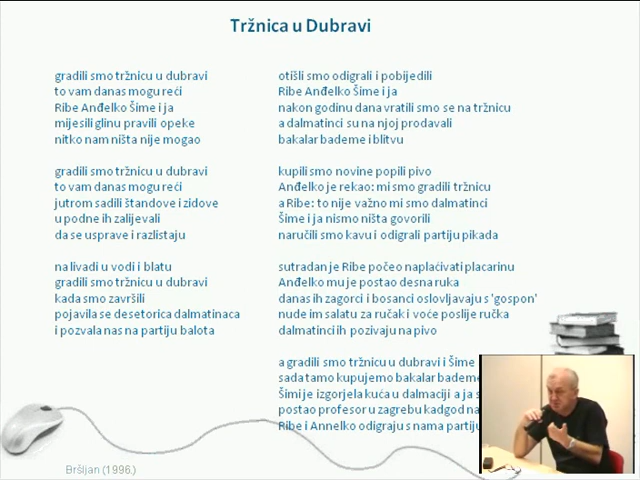 Tržnica u Dubravi
gradili smo tržnicu u dubravi
to vam danas mogu reći
Ribe Anđelko Šime i ja
mijesili glinu pravili opeke
nitko nam ništa nije mogao
gradili smo tržnicu u dubravi
to vam danas mogu reći
jutrom sadili štandove i zidove
u podne ih zalijevali
da se usprave i razlistaju
na livadi u vodi i blatu
gradili smo tržnicu u dubravi
kada smo završili
pojavila se desetorica dalmatinaca
i pozvala nas na partiju balota
otišli smo odigrali i pobijedili
Ribe Anđelko Šime i ja
nakon godinu dana vratili smo se na tržnicu
a dalmatinci su na njoj prodavali
bakalar bademe i blitvu
kupili smo novine popili pivo
Anđelko je rekao: mi smo gradili tržnicu
a Ribe: to nije važno mi smo dalmatinci
Šime i ja nismo ništa govorili
naručili smo kavu i odigrali partiju pikada
sutradan je Ribe počeo naplaćivati placarinu
Anđelko mu je postao desna ruka
danas ih zagorci i bosanci oslovljavaju s 'gospon'
nude im salatu za ručak i voće poslije ručka
dalmatinci ih pozivaju na pivo
a gradili smo tržnicu u dubravi i Šime
sada tamo kupujemo bakalar bademe
Šimi je izgorjela kuća u dalmaciji a ja s
postao profesor u zagrebu kadgod na
Ribe i Annelko odigraju s nama partiju
Bršljan (1996.)